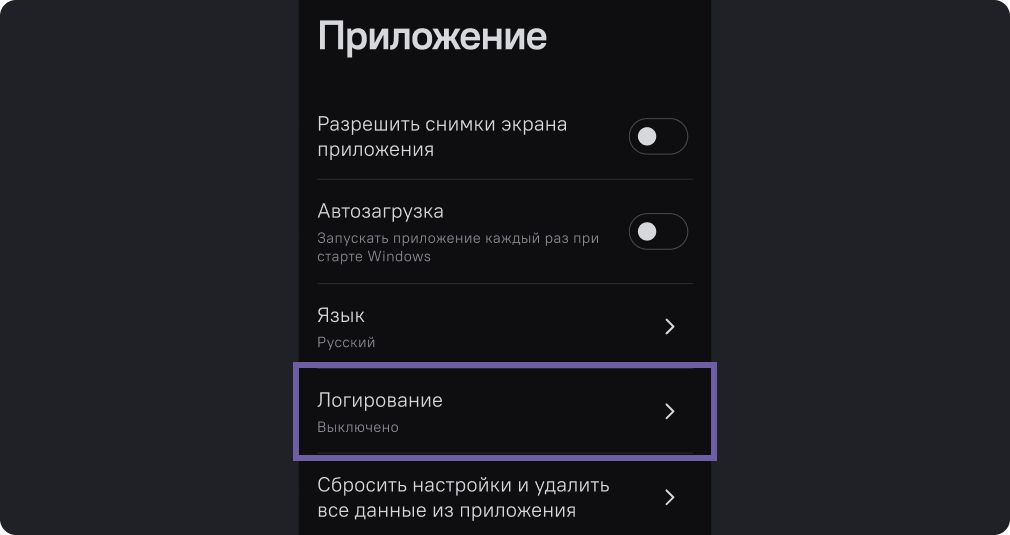 Приложение
Разрешить снимки экрана
приложения
Автозагрузка
Запускать приложение каждый раз при
старте Windows
Язык
Русский
Логирование
Выключено
Сбросить настройки и удалить
все данные из приложения